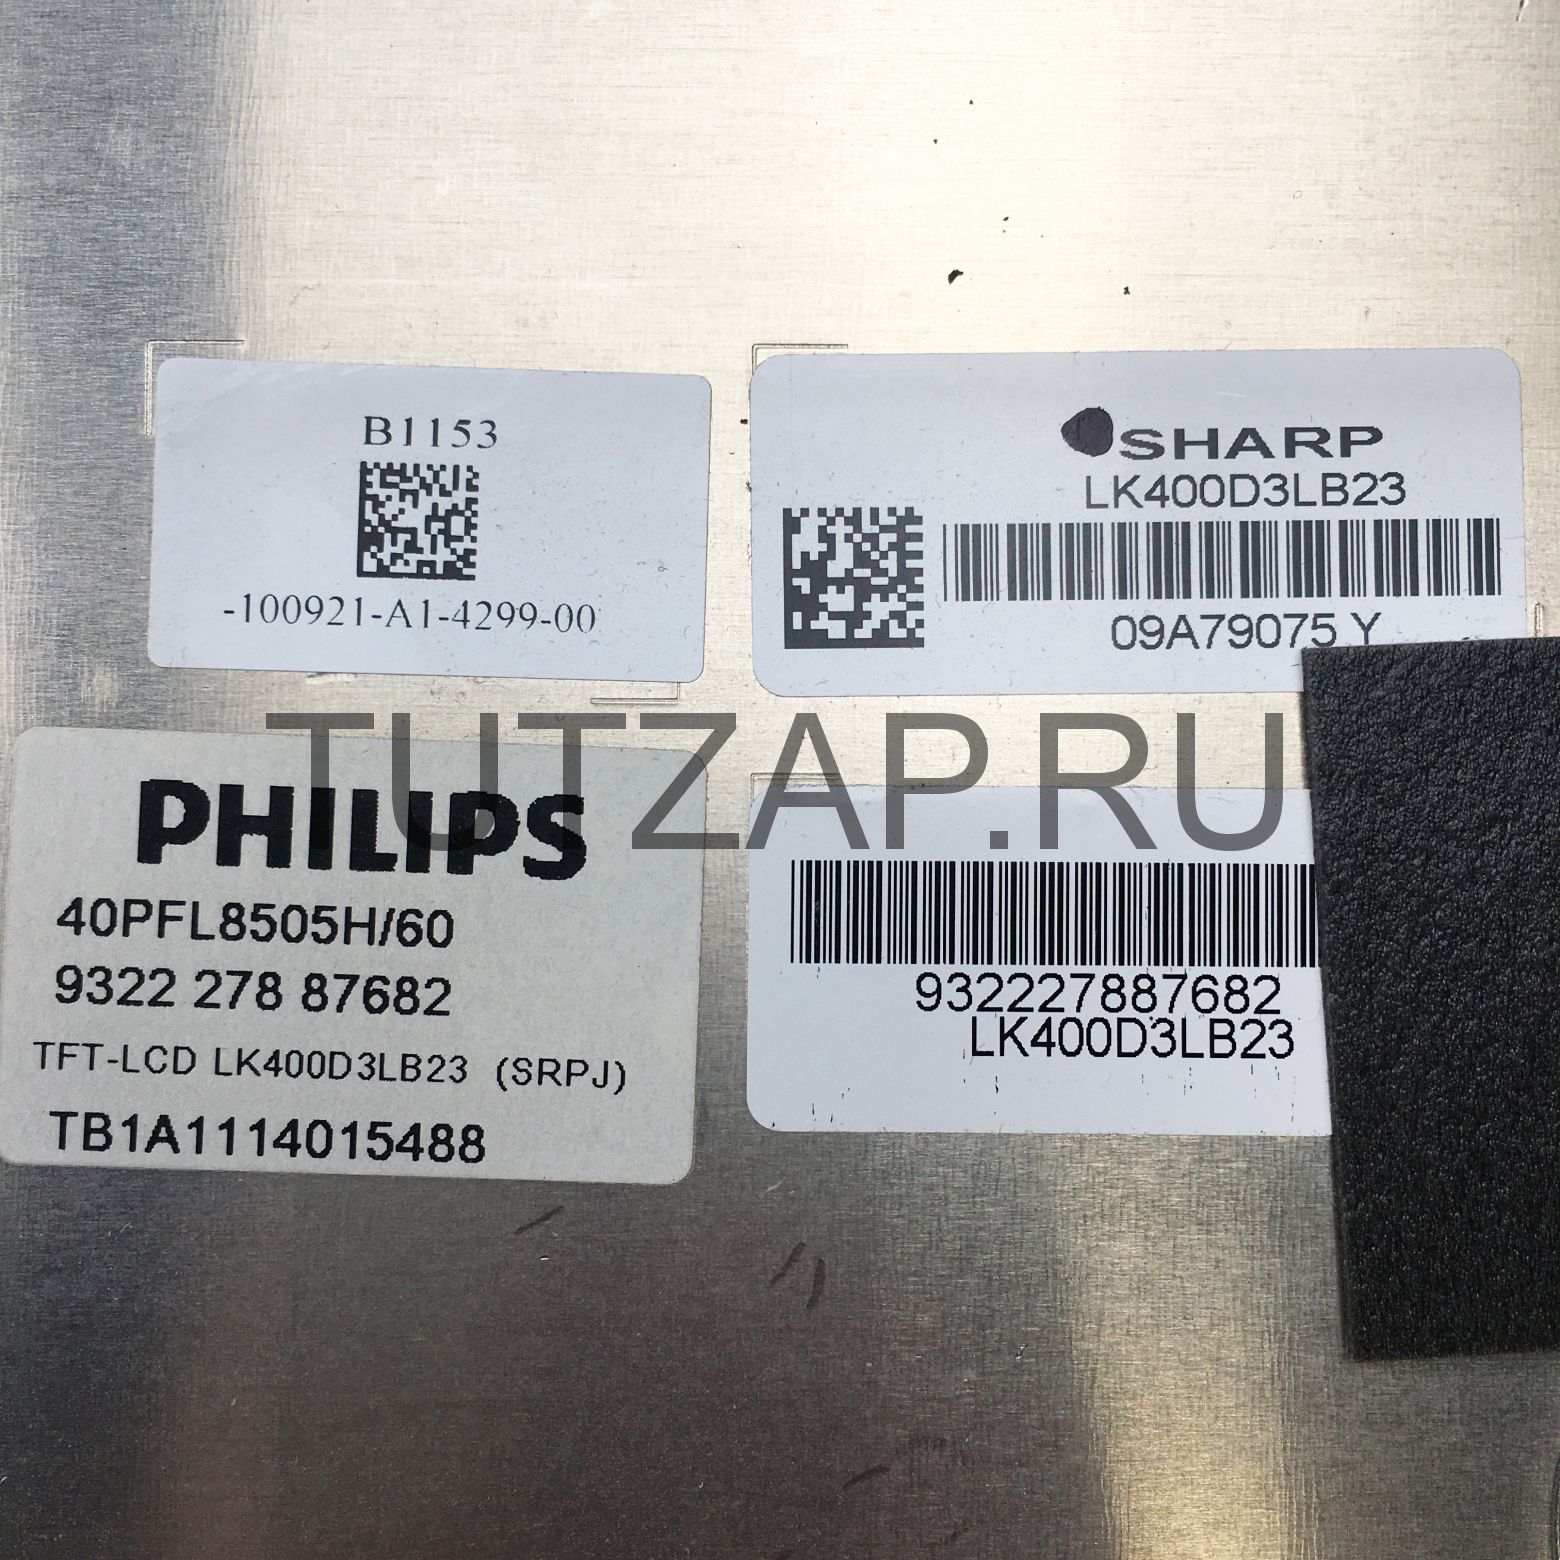 B1153
-100921-A1-4299-00
SHARP
LK400D3LB23
09A79075 Y
TUTZAP.RU
PHILIPS
40PFL8505H/60
9322 278 87682
TFT-LCD LK400D3LB23 (SRPJ)
TB1A1114015488
932227887682
LK400D3LB23